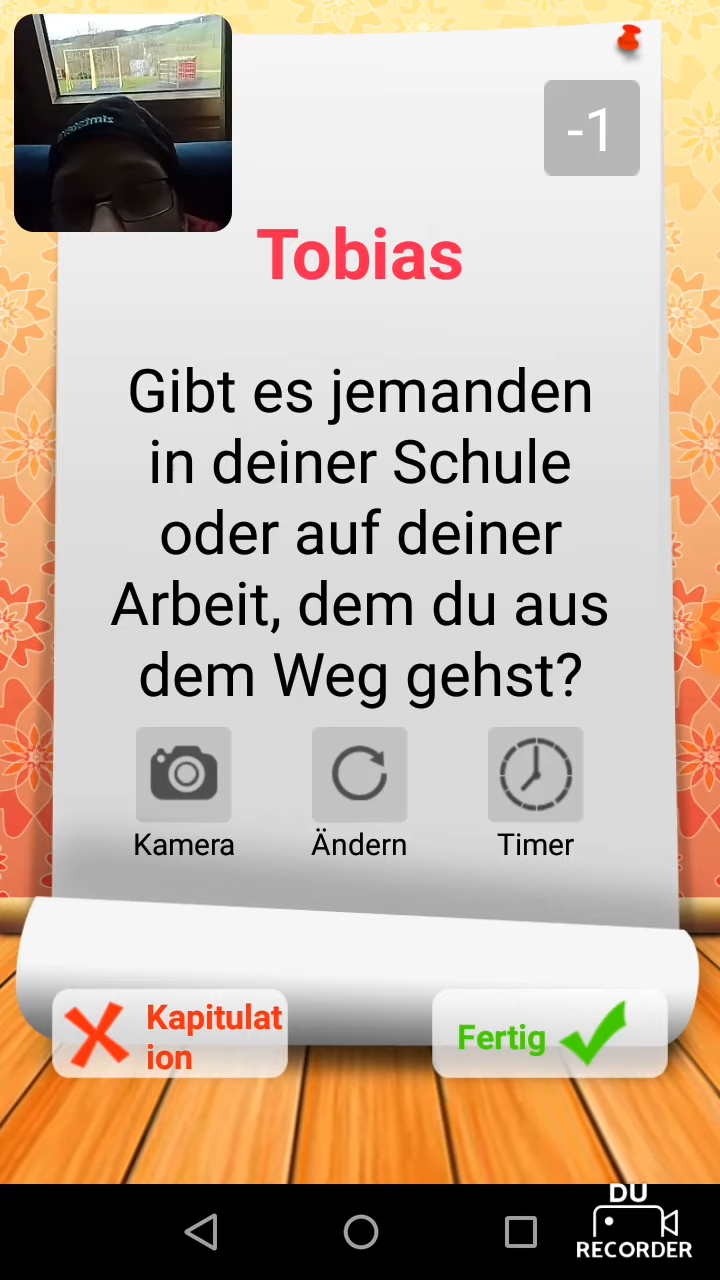 -1
Tobias
Gibt es jemanden
in deiner Schule
oder auf deiner
Arbeit, dem du aus
dem Weg gehst?
Kamera
Ändern
Timer
Kapitulat
ion
Fertig
DU
RECORDER